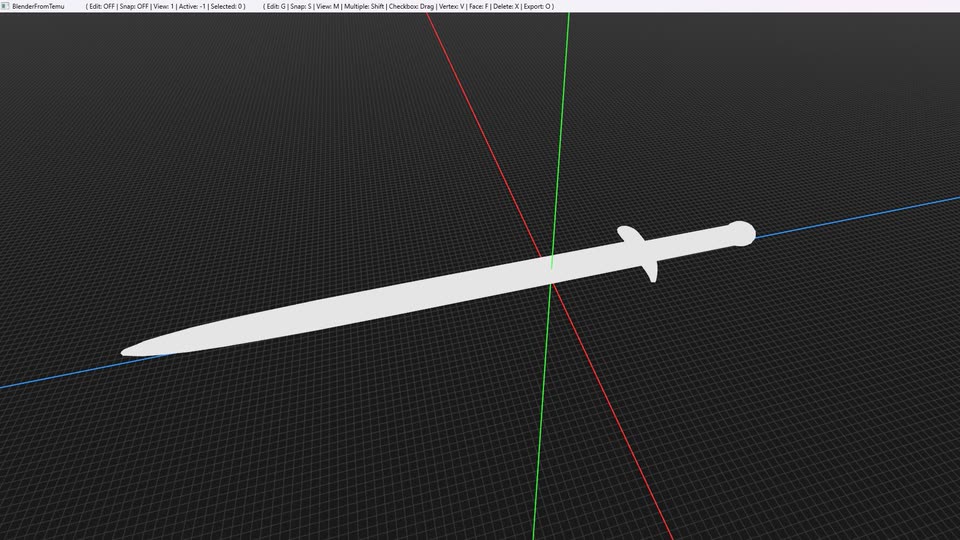 BlenderFromTemu ( Edit: OFF | Snap: OFF | View: 1 | Active: -1 | Selected: 0 ) ( Edit: G | Snap: S | View: M | Multiple: Shift | Checkbox: Drag | Vertex: V | Face: F | Delete: X | Export: O )